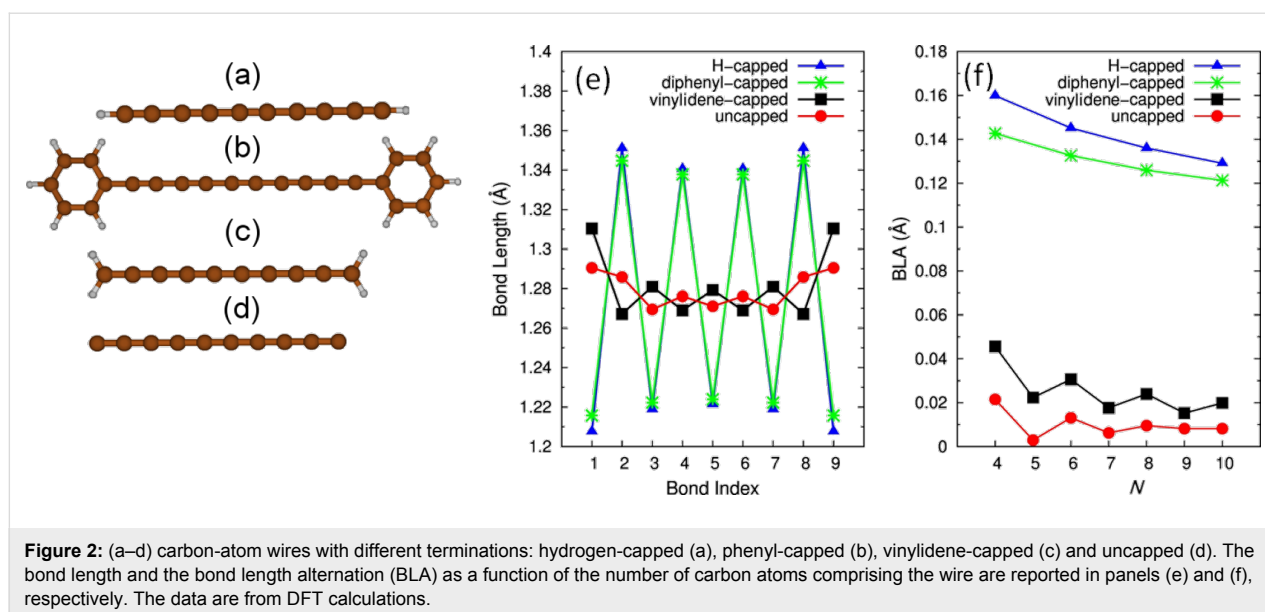 (a)
(b)
(c)
(d)
(e)
H-capped
diphenyl-capped
vinylidene-capped
uncapped
Bond Length (Å)
1.4
1.38
1.36
1.34
1.32
1.3
1.28
1.26
1.24
1.22
1.2
1 2 3 4 5 6 7 8 9
Bond Index
(f)
H-capped
diphenyl-capped
vinylidene-capped
uncapped
BLA (Å)
0.18
0.16
0.14
0.12
0.1
0.08
0.06
0.04
0.02
0
4 5 6 7 8 9 10
N
Figure 2: (a–d) carbon-atom wires with different terminations: hydrogen-capped (a), phenyl-capped (b), vinylidene-capped (c) and uncapped (d). The
bond length and the bond length alternation (BLA) as a function of the number of carbon atoms comprising the wire are reported in panels (e) and (f),
respectively. The data are from DFT calculations.